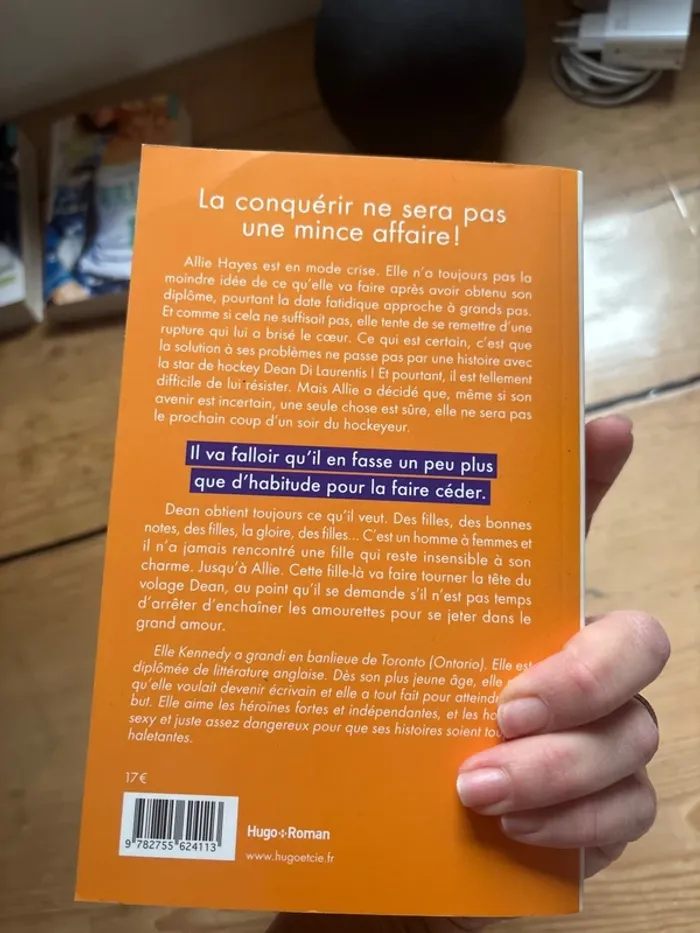 La conquérir ne sera pas
une mince affaire !
Allie Hayes est en mode crise. Elle n'a toujours pas la
moindre idée de ce qu'elle va faire après avoir obtenu son
diplôme, pourtant la date fatidique approche à grands pas.
Et comme si cela ne suffisait pas, elle tente de se remettre d'une
rupture qui lui a brisé le cœur. Ce qui est certain, c'est que
la solution à ses problèmes ne passe pas par une histoire avec
la star de hockey Dean Di Laurentis ! Et pourtant, il est tellement
difficile de lui résister. Mais Allie a décidé que, même si son
avenir est incertain, une seule chose est sûre, elle ne sera pas
le prochain coup d'un soir du hockeyeur.
Il va falloir qu'il en fasse un peu plus
que d'habitude pour la faire céder.
Dean obtient toujours ce qu'il veut. Des filles, des bonnes
notes, des filles, la gloire, des filles... C'est un homme à femmes et
il n'a jamais rencontré une fille qui reste insensible à son
charme. Jusqu'à Allie. Cette fille-là va faire tourner la tête du
volage Dean, au point qu'il se demande s'il n'est pas temps
d'arrêter d'enchaîner les amourettes pour se jeter dans le
grand amour.
Elle Kennedy a grandi en banlieue de Toronto (Ontario). Elle est
diplômée de littérature anglaise. Dès son plus jeune âge, elle
qu'elle voulait devenir écrivain et elle a tout fait pour
but. Elle aime les héroïnes fortes et indépendantes, et les
sexy et juste assez dangereux pour que ses histoires soient
haletantes.
17€
9 782755 624113
Hugo+Roman
www.hugoetcie.fr